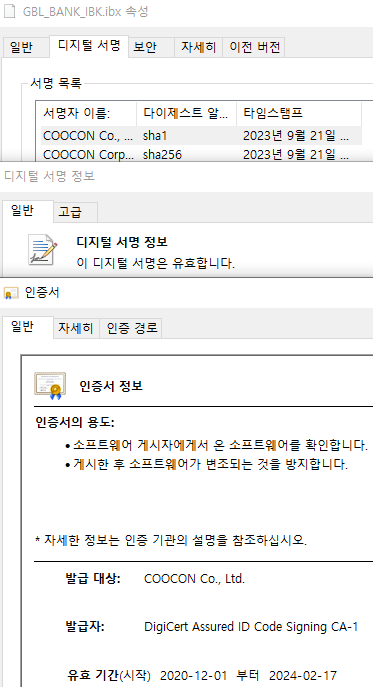 GBL_BANK_IBK.ibx 속성
일반 디지털 서명 보안 자세히 이전 버전
서명 목록
서명자 이름: 다이제스트 알... 타임스탬프
COOCON Co., ... sha1 2023년 9월 21일 ...
COOCON Corp... sha256 2023년 9월 21일 ...
디지털 서명 정보
일반 고급
디지털 서명 정보
이 디지털 서명은 유효합니다.
인증서
일반 자세히 인증 경로
인증서 정보
인증서의 용도:
• 소프트웨어 게시자에게서 온 소프트웨어를 확인합니다.
• 게시한 후 소프트웨어가 변조되는 것을 방지합니다.
* 자세한 정보는 인증 기관의 설명을 참조하십시오.
발급 대상: COOCON Co., Ltd.
발급자: DigiCert Assured ID Code Signing CA-1
유효 기간(시작) 2020-12-01 부터 2024-02-17